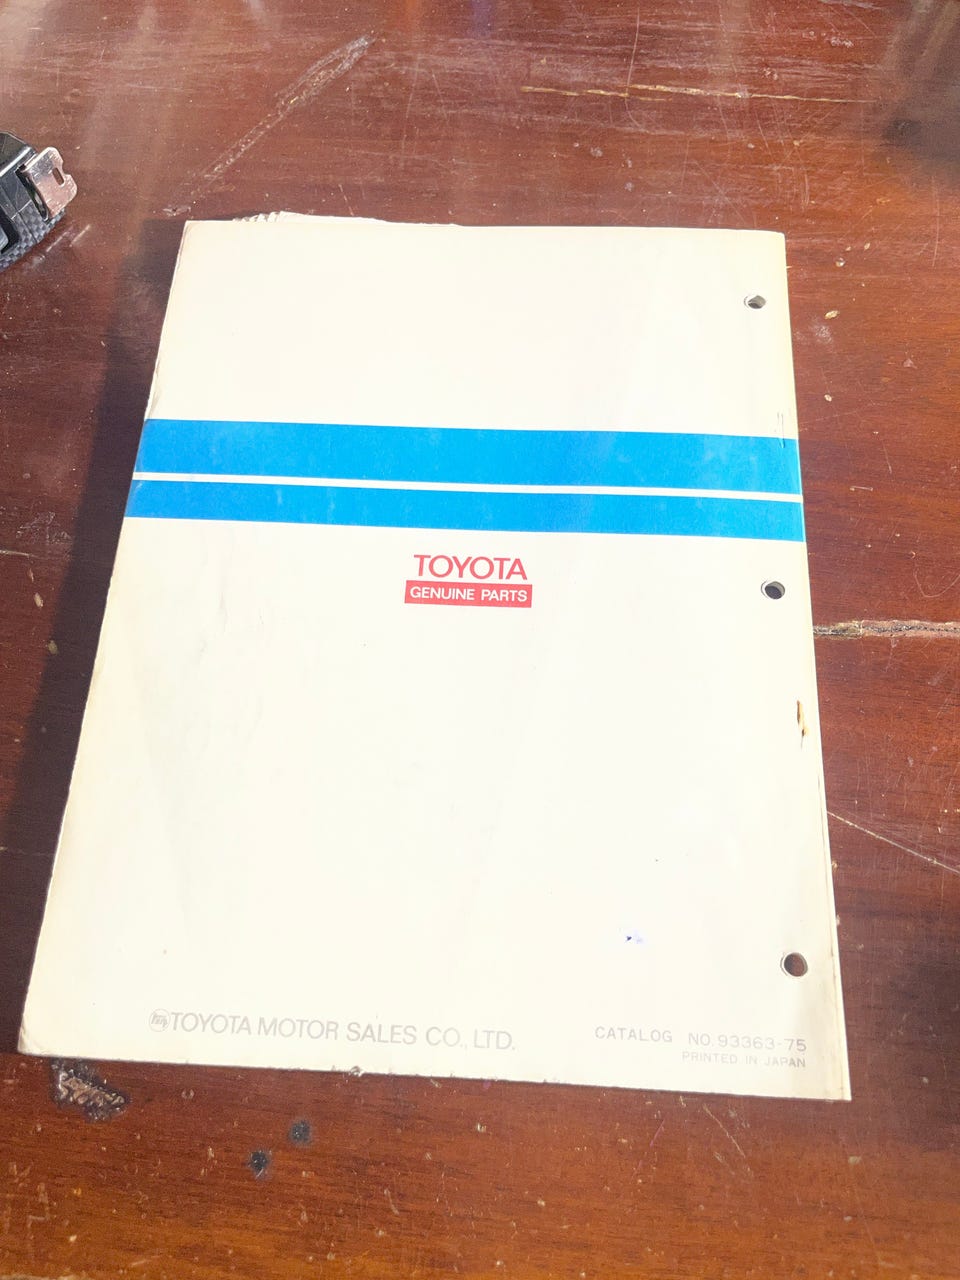 TOYOTA
GENUINE PARTS
TOYOTA MOTOR SALES CO., LTD.
CATALOG NO. 93363-75
PRINTED IN JAPAN